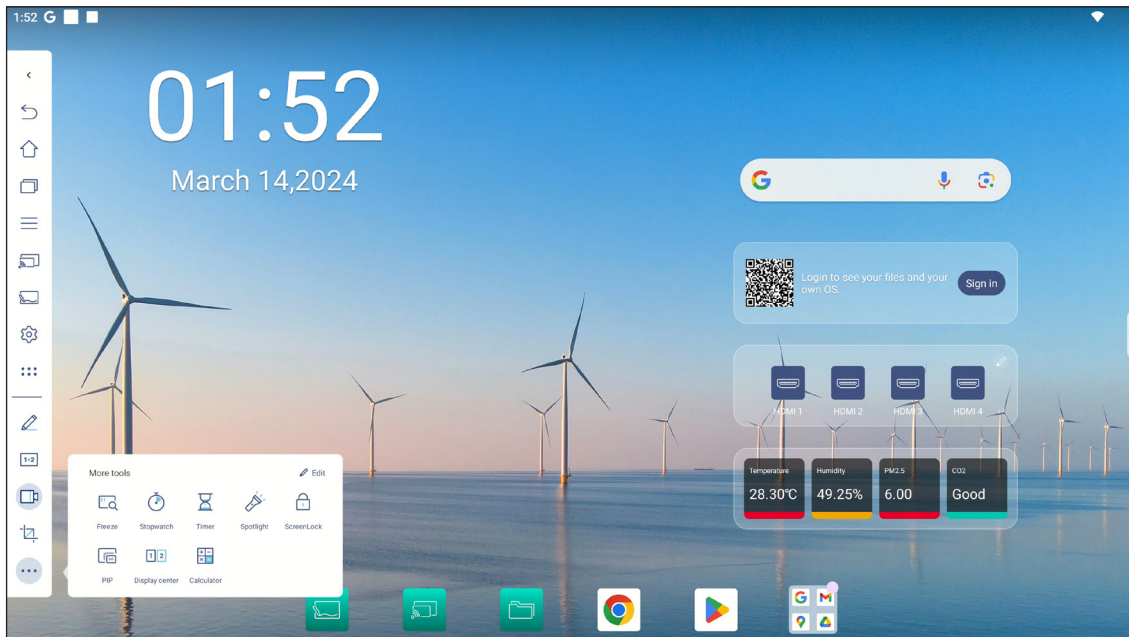 1:52
01:52
March 14,2024
Login to see your files and your
own OS.
Sign in
HDMI 1
HDMI 2
HDMI 3
HDMI 4
Temperature
28.30℃
Humidity
49.25%
PM2.5
6.00
CO2
Good
More tools
Edit
Freeze
Stopwatch
Timer
Spotlight
ScreenLock
PIP
1 2
Display center
Calculator